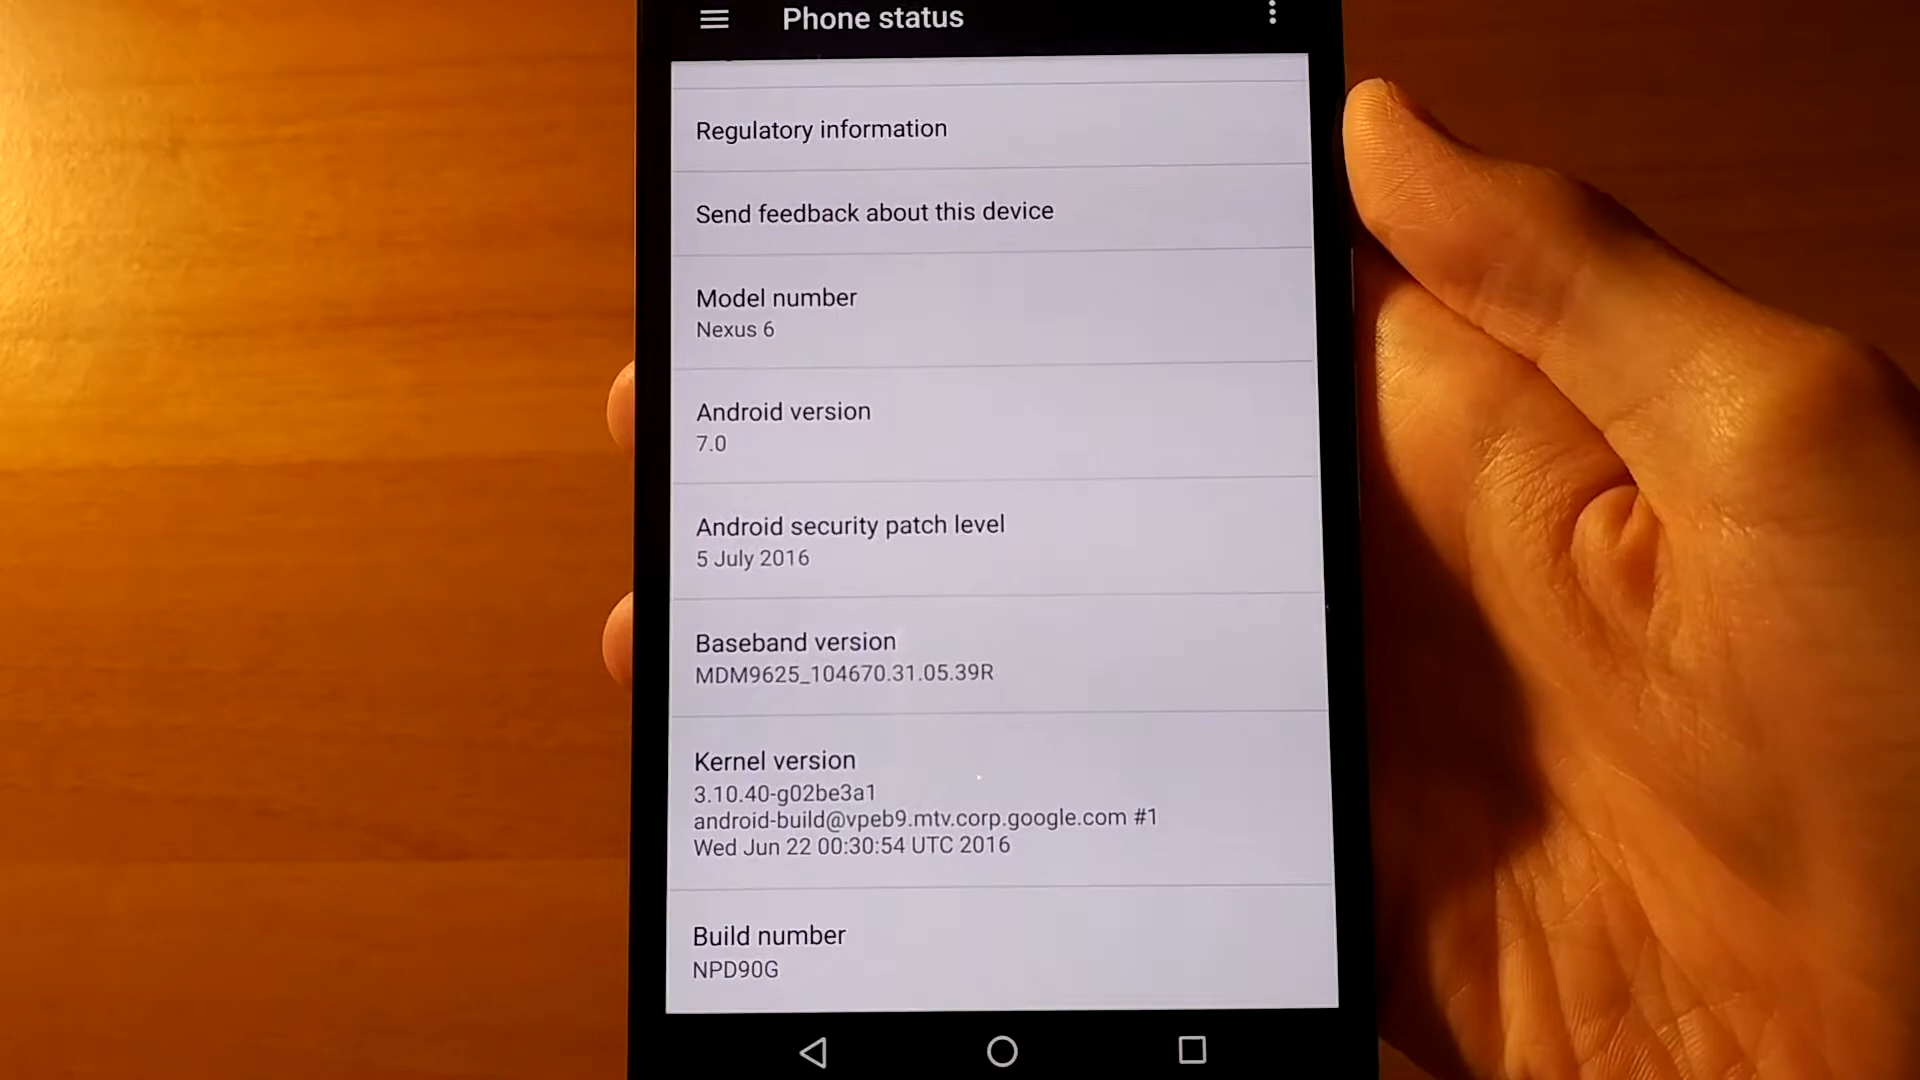 Phone status
Regulatory information
Send feedback about this device
Model number
Nexus 6
Android version
7.0
Android security patch level
5 July 2016
Baseband version
MDM9625_104670.31.05.39R
Kernel version
3.10.40-g02be3a1
android-build@vpeb9.mtv.corp.google.com #1
Wed Jun 22 00:30:54 UTC 2016
Build number
NPD90G